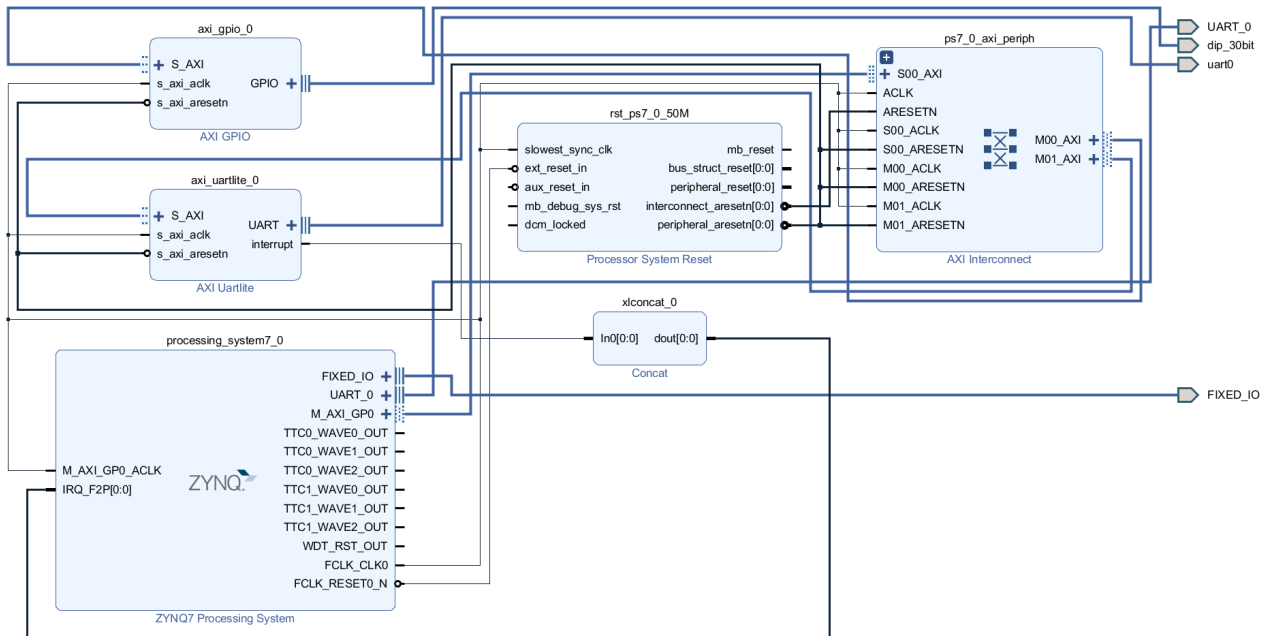 axi_gpio_0
S_AXI
s_axi_aclk
s_axi_aresetn
GPIO
AXI GPIO
axi_uartlite_0
S_AXI
s_axi_aclk
s_axi_aresetn
UART
interrupt
AXI Uartlite
rst_ps7_0_50M
slowest_sync_clk
ext_reset_in
aux_reset_in
mb_debug_sys_rst
dcm_locked
mb_reset
bus_struct_reset[0:0]
peripheral_reset[0:0]
interconnect_aresetn[0:0]
peripheral_aresetn[0:0]
Processor System Reset
ps7_0_axi_periph
S00_AXI
ACLK
ARESETN
S00_ACLK
S00_ARESETN
M00_ACLK
M00_ARESETN
M01_ACLK
M01_ARESETN
M00_AXI
M01_AXI
AXI Interconnect
UART_0
dip_30bit
uart0
xlconcat_0
In0[0:0]
dout[0:0]
Concat
processing_system7_0
M_AXI_GP0_ACLK
IRQ_F2P[0:0]
ZYNQ
FIXED_IO
UART_0
M_AXI_GP0
TTC0_WAVE0_OUT
TTC0_WAVE1_OUT
TTC0_WAVE2_OUT
TTC1_WAVE0_OUT
TTC1_WAVE1_OUT
TTC1_WAVE2_OUT
WDT_RST_OUT
FCLK_CLK0
FCLK_RESET0_N
ZYNQ7 Processing System
FIXED_IO